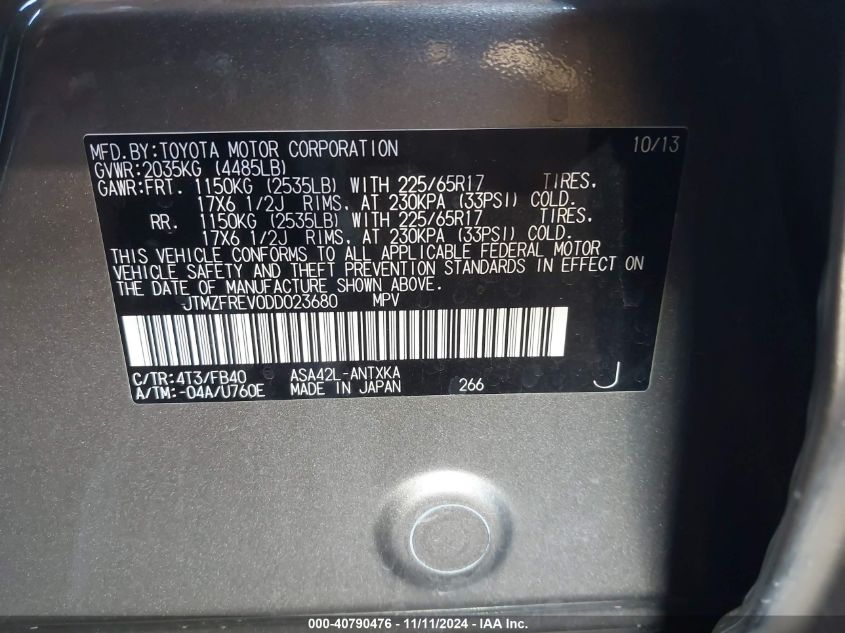 MFD.BY:TOYOTA MOTOR CORPORATION 10/13
GVWR:2035KG (4485LB)
GAWR:FRT. 1150KG (2535LB) WITH 225/65R17 TIRES,
17X6 1/2J RIMS, AT 230KPA (33PSI) COLD.
RR. 1150KG (2535LB) WITH 225/65R17 TIRES,
17X6 1/2J RIMS, AT 230KPA (33PSI) COLD.
THIS VEHICLE CONFORMS TO ALL APPLICABLE FEDERAL MOTOR
VEHICLE SAFETY AND THEFT PREVENTION STANDARDS IN EFFECT ON
THE DATE OF MANUFACTURE SHOWN ABOVE.
JTMZFREV0DD023680 MPV
C/TR:4T3/FB40 ASA42L-ANTXKA
A/TM:-04A/U760E MADE IN JAPAN 266 J
000-40790476 - 11/11/2024 - IAA Inc.